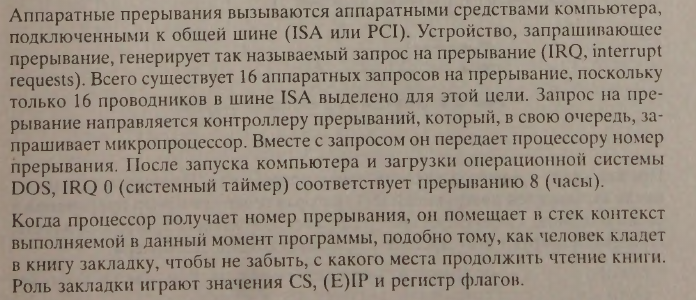 Аппаратные прерывания вызываются аппаратными средствами компьютера,
подключенными к общей шине (ISA или PCI). Устройство, запрашивающее
прерывание, генерирует так называемый запрос на прерывание (IRQ, interrupt
requests). Всего существует 16 аппаратных запросов на прерывание, поскольку
только 16 проводников в шине ISA выделено для этой цели. Запрос на пре-
рывание направляется контроллеру прерываний, который, в свою очередь, за-
прашивает микропроцессор. Вместе с запросом он передает процессору номер
прерывания. После запуска компьютера и загрузки операционной системы
DOS, IRQ 0 (системный таймер) соответствует прерыванию 8 (часы).
Когда процессор получает номер прерывания, он помещает в стек контекст
выполняемой в данный момент программы, подобно тому, как человек кладет
в книгу закладку, чтобы не забыть, с какого места продолжить чтение книги.
Роль закладки играют значения CS, (E)IP и регистр флагов.